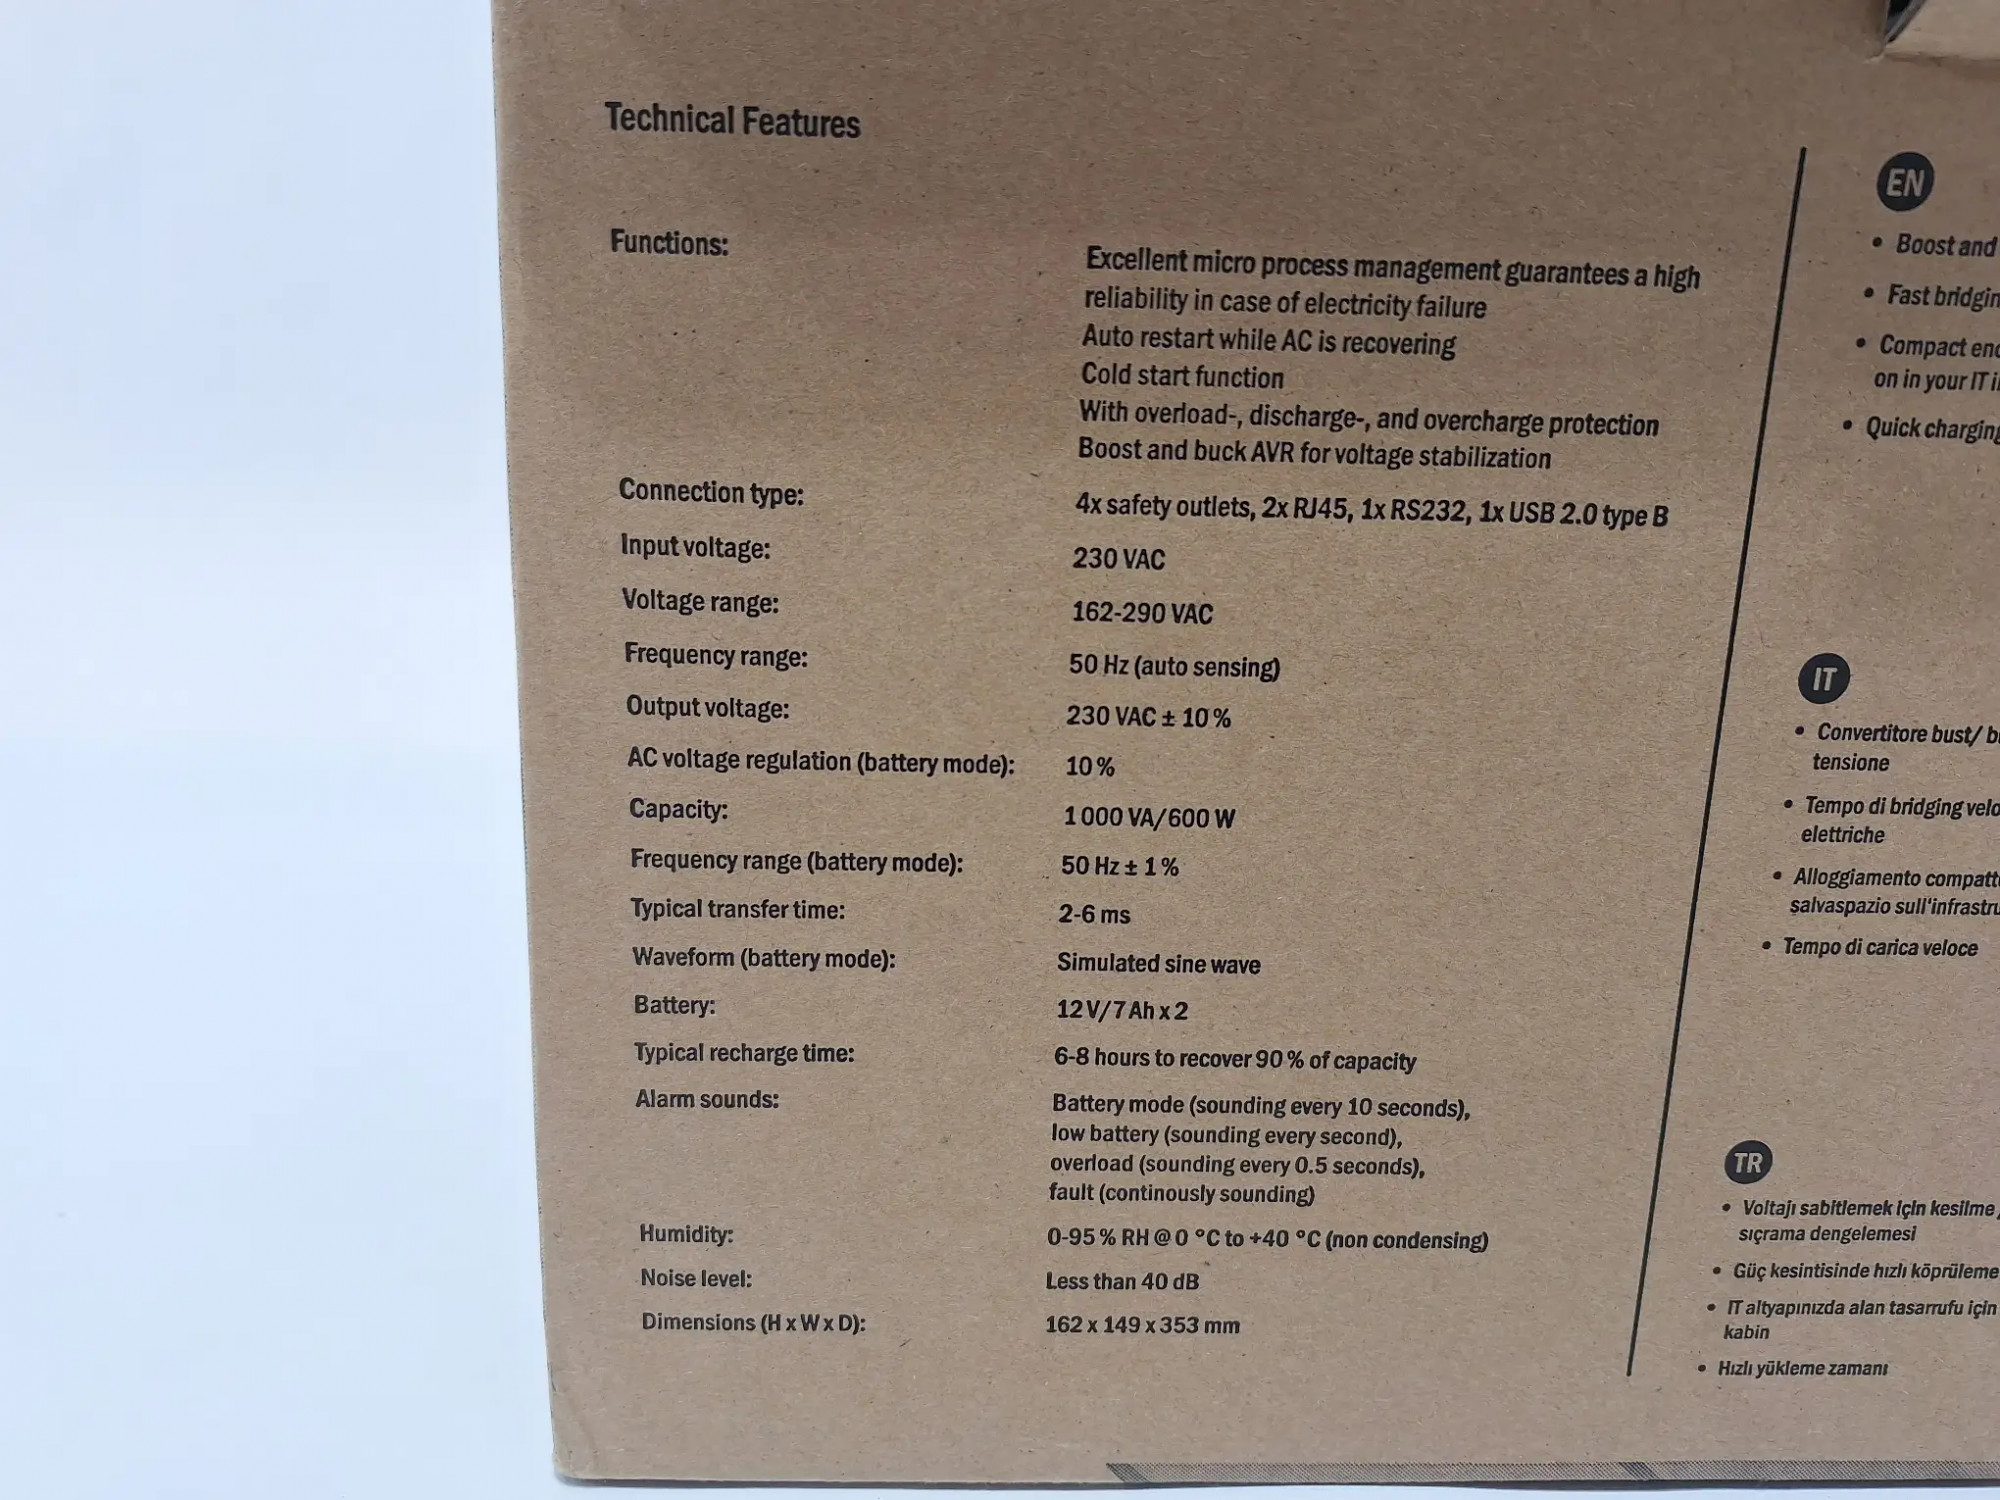 Technical Features
Functions:
Excellent micro process management guarantees a high
reliability in case of electricity failure
Auto restart while AC is recovering
Cold start function
With overload-, discharge-, and overcharge protection
Boost and buck AVR for voltage stabilization
Connection type: 4x safety outlets, 2x RJ45, 1x RS232, 1x USB 2.0 type B
Input voltage: 230 VAC
Voltage range: 162-290 VAC
Frequency range: 50 Hz (auto sensing)
Output voltage: 230 VAC ± 10 %
AC voltage regulation (battery mode): 10 %
Capacity: 1 000 VA/600 W
Frequency range (battery mode): 50 Hz ± 1 %
Typical transfer time: 2-6 ms
Waveform (battery mode): Simulated sine wave
Battery: 12 V/7 Ah x 2
Typical recharge time: 6-8 hours to recover 90 % of capacity
Alarm sounds: Battery mode (sounding every 10 seconds),
low battery (sounding every second),
overload (sounding every 0.5 seconds),
fault (continously sounding)
Humidity: 0-95 % RH @ 0 °C to +40 °C (non condensing)
Noise level: Less than 40 dB
Dimensions (H x W x D): 162 x 149 x 353 mm
EN
• Boost and
• Fast
• Compact
on in your IT
• Quick
IT
• Convertitore bust/
tensione
• Tempo di bridging
elettriche
• Alloggiamento
salvaspazio
• Tempo di carica veloce
TR
• Voltajı sabitlemek için kesilme
sıçrama dengelemesi
• Güç kesintisinde hızlı köprüleme
• IT altyapınızda alan tasarrufu için
kabin
• Hızlı yükleme zamanı